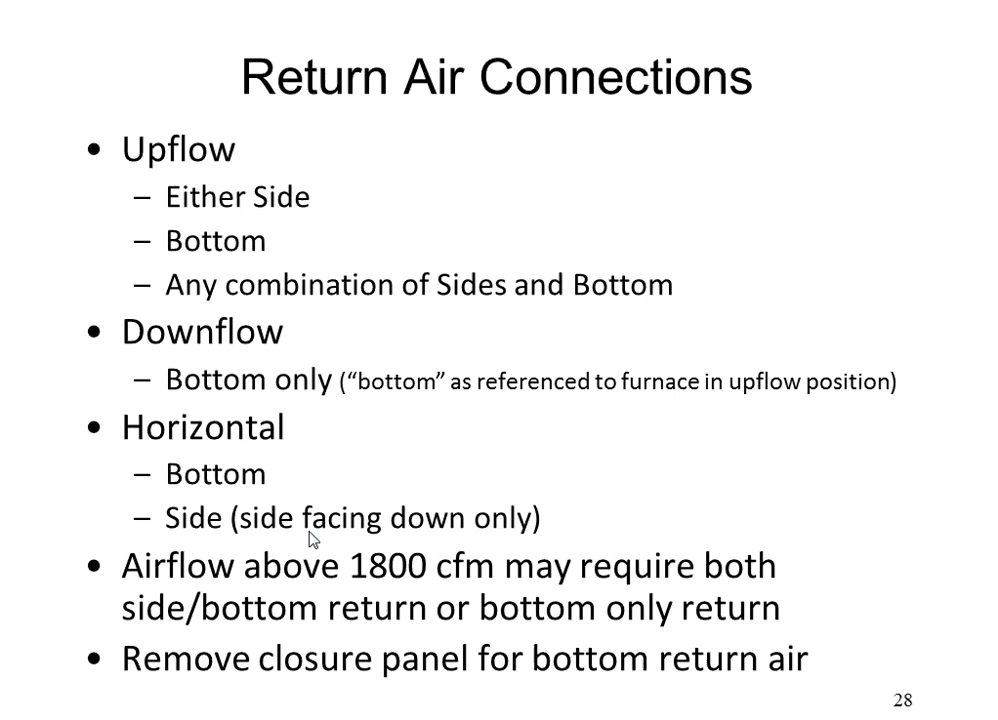 Return Air Connections
• Upflow
– Either Side
– Bottom
– Any combination of Sides and Bottom
• Downflow
– Bottom only (“bottom” as referenced to furnace in upflow position)
• Horizontal
– Bottom
– Side (side facing down only)
• Airflow above 1800 cfm may require both
side/bottom return or bottom only return
• Remove closure panel for bottom return air
28